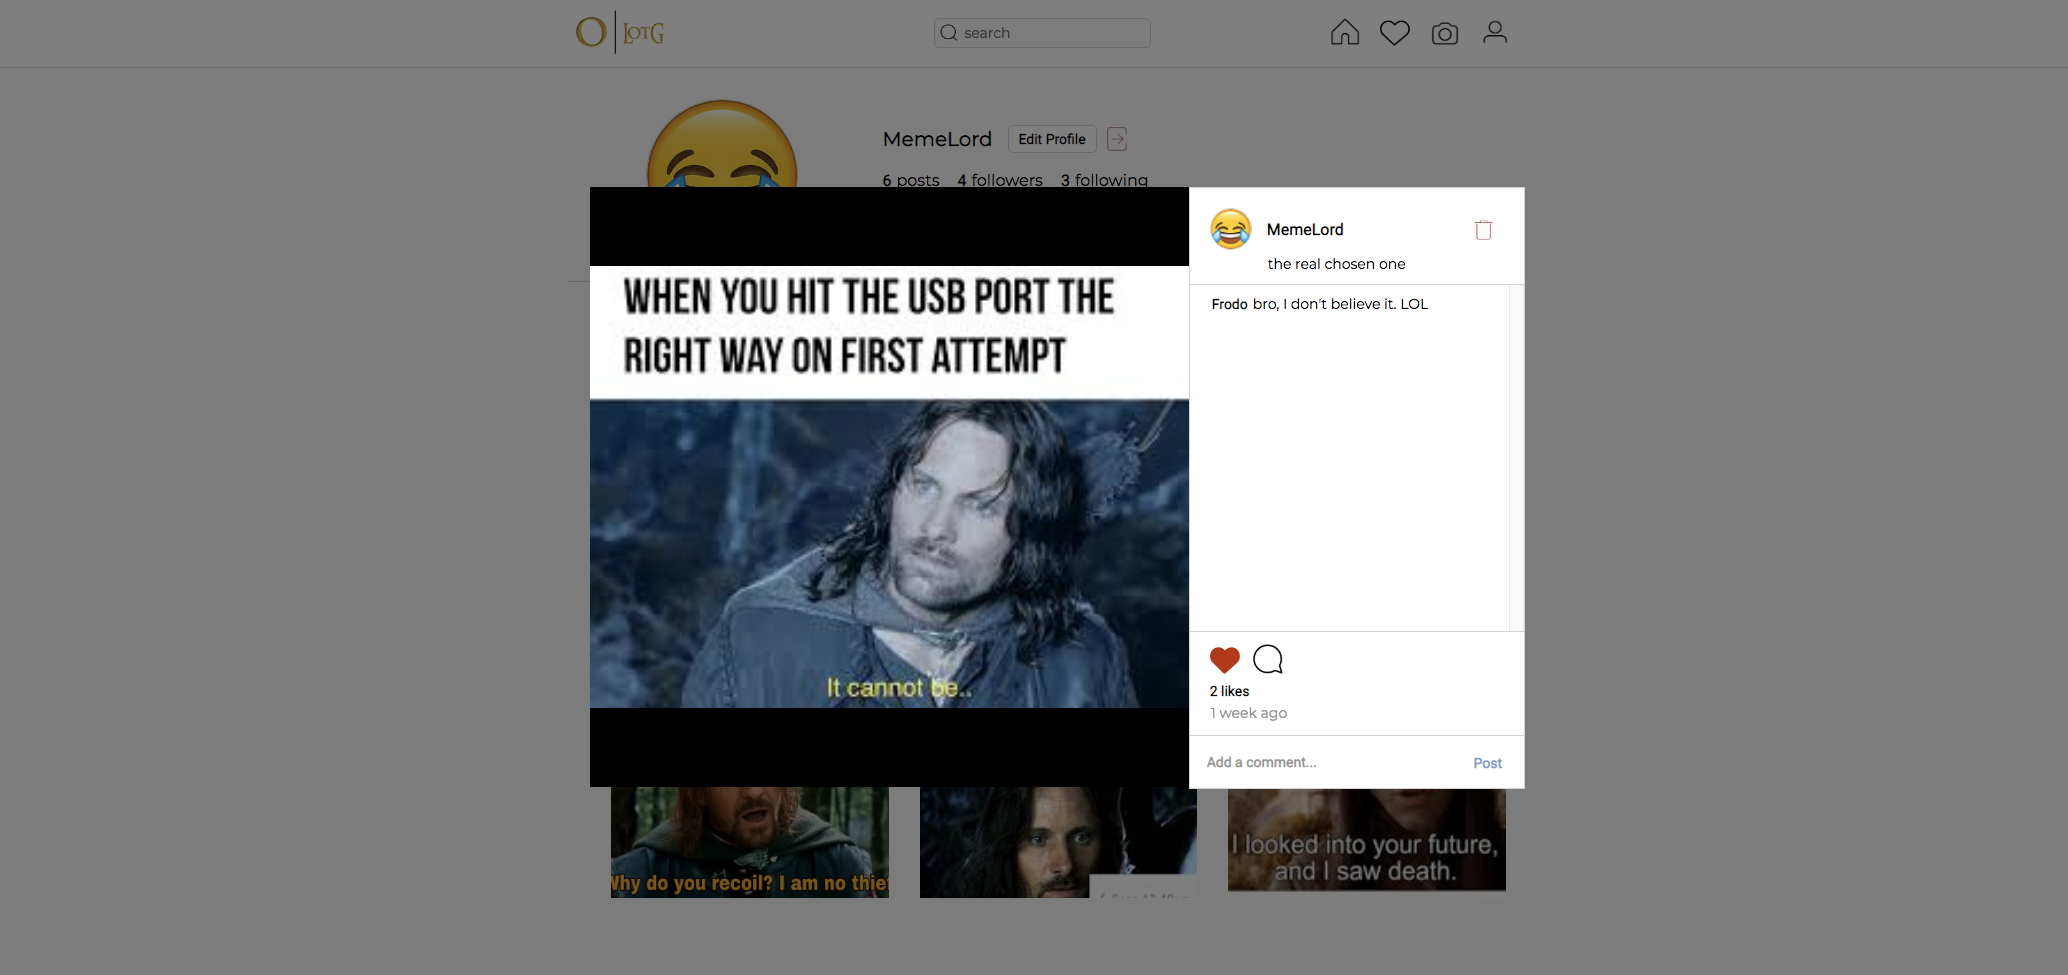 LOTG
search
MemeLord
Edit Profile
6 posts 4 followers 3 following
WHEN YOU HIT THE USB PORT THE
RIGHT WAY ON FIRST ATTEMPT
It cannot be..
MemeLord
the real chosen one
Frodo bro, I don't believe it. LOL
2 likes
1 week ago
Add a comment...
Post
Why do you recoil? I am no thief
I looked into your future,
and I saw death.